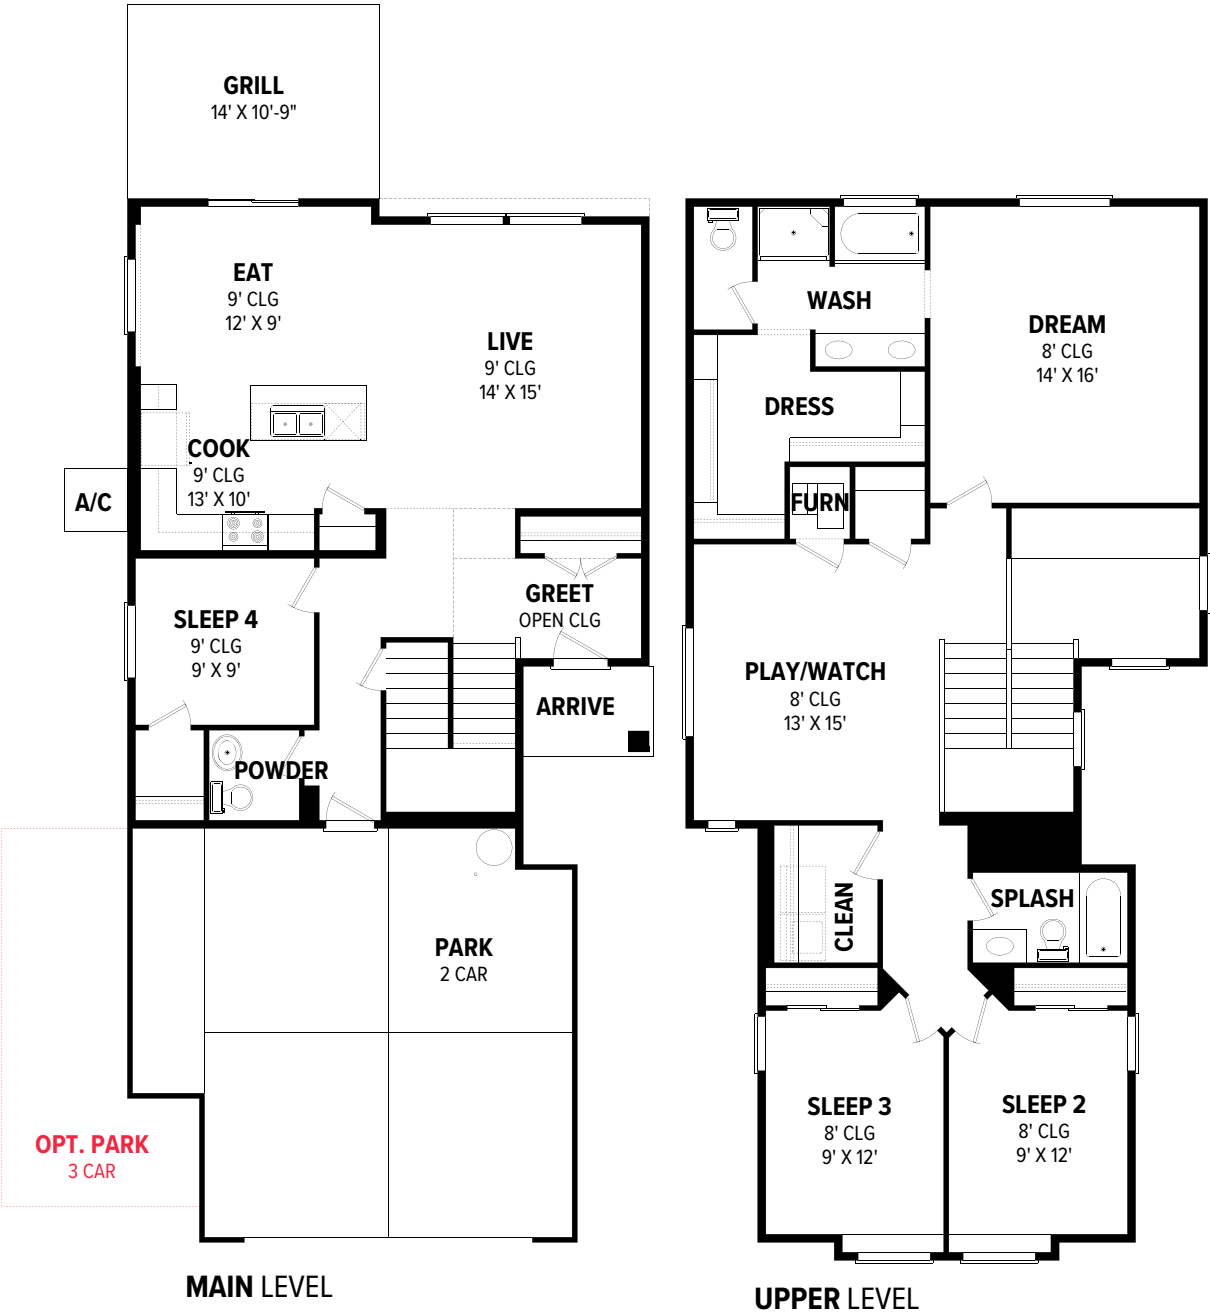 GRILL
14' X 10'-9"
EAT
9' CLG
12' X 9'
LIVE
9' CLG
14' X 15'
COOK
9' CLG
13' X 10'
A/C
GREET
OPEN CLG
SLEEP 4
9' CLG
9' X 9'
ARRIVE
POWDER
PARK
2 CAR
OPT. PARK
3 CAR
MAIN LEVEL
WASH
DREAM
8' CLG
14' X 16'
DRESS
FURN
PLAY/WATCH
8' CLG
13' X 15'
CLEAN
SPLASH
SLEEP 3
8' CLG
9' X 12'
SLEEP 2
8' CLG
9' X 12'
UPPER LEVEL